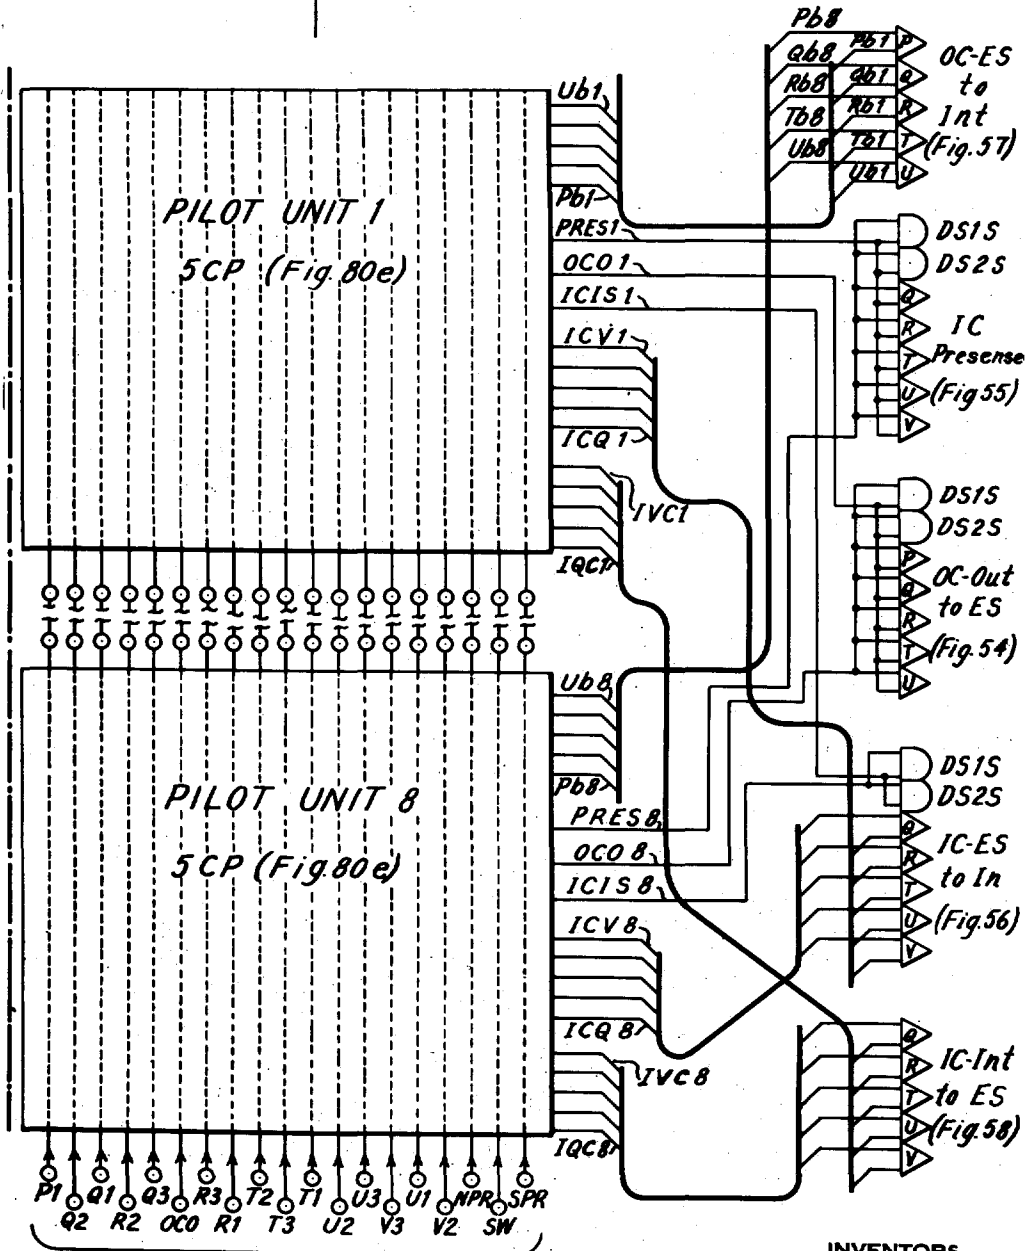 Pb8
Qb8
Rb8
Tb8
Ub8
Pb1
Qb1
Rb1
Tb1
Ub1
P
Q
R
T
U
OC-ES
to
Int
(Fig.57)
PILOT UNIT 1
5CP (Fig.80e)
Ub1
Pb1
PRES1
OCO1
ICIS1
ICV1
ICQ1
IVC1
IQC1
DS1S
DS2S
Q
R
T
U
V
IC
Presense
(Fig55)
DS1S
DS2S
P
Q
R
T
U
OC-Out
to ES
(Fig.54)
PILOT UNIT 8
5CP (Fig.80e)
Ub8
Pb8
PRES8
OCO8
ICIS8
ICV8
ICQ8
IVC8
IQC8
DS1S
DS2S
Q
R
T
U
V
IC-ES
to In
(Fig.56)
Q
R
T
U
V
IC-Int
to ES
(Fig.58)
P1 Q1 Q3 R3 T2 T1 U3 U1 NPR SPR
Q2 R2 OCO R1 T3 U2 V3 V2 SW
INVENTORS